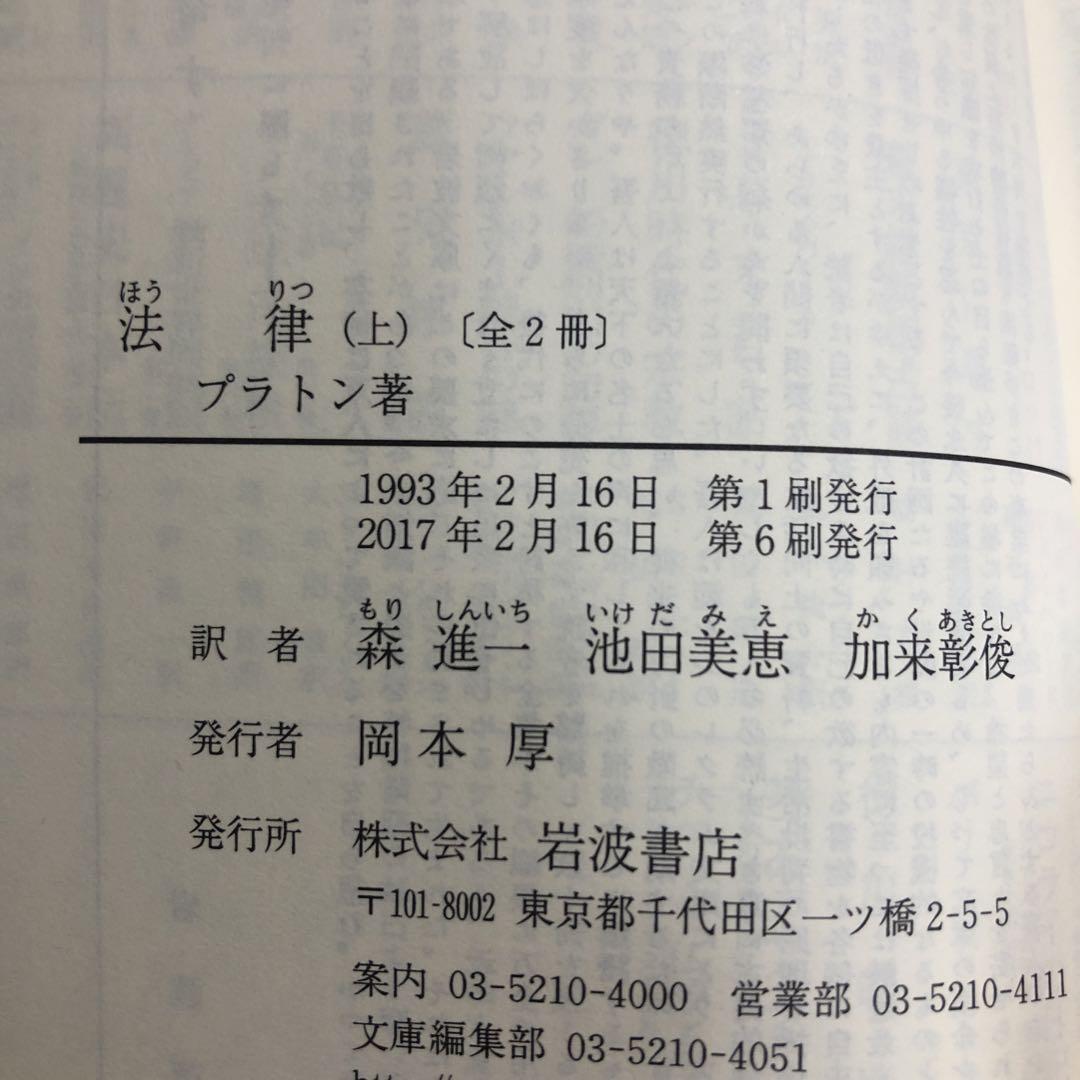 ほう りつ
法 律 (上) 〔全2冊〕
プラトン著
1993年2月16日 第1刷発行
2017年2月16日 第6刷発行
もり しんいち いけ だ み え か く あきとし
訳 者 森 進一 池田美恵 加来彰俊
発行者 岡本 厚
発行所 株式会社 岩波書店
〒101-8002 東京都千代田区一ツ橋2-5-5
案内 03-5210-4000 営業部 03-5210-4111
文庫編集部 03-5210-4051